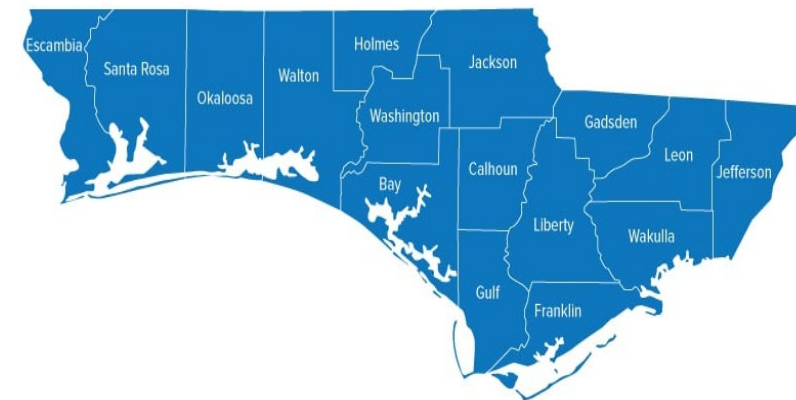 Escambia
Santa Rosa
Okaloosa
Walton
Holmes
Jackson
Washington
Bay
Calhoun
Gulf
Liberty
Gadsden
Leon
Jefferson
Wakulla
Franklin